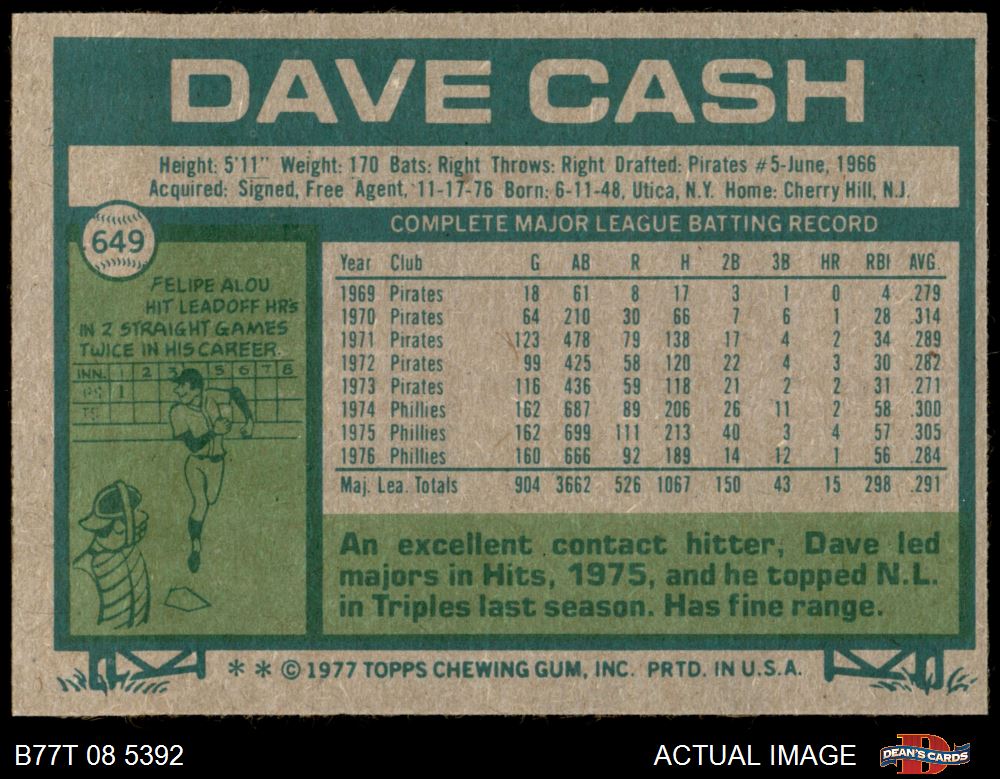 DAVE CASH
Height: 5'11" Weight: 170 Bats: Right Throws: Right Drafted: Pirates #5-June, 1966
Acquired: Signed, Free Agent, 11-17-76 Born: 6-11-48, Utica, N.Y. Home: Cherry Hill, N.J.
649
FELIPE ALOU
HIT LEADOFF HR'S
IN 2 STRAIGHT GAMES
TWICE IN HIS CAREER.
INN. 1 2 3 5 6 7 8
1
COMPLETE MAJOR LEAGUE BATTING RECORD
Year Club G AB R H 2B 3B HR RBI AVG.
1969 Pirates 18 61 8 17 3 1 0 4 .279
1970 Pirates 64 210 30 66 7 6 1 28 .314
1971 Pirates 123 478 79 138 17 4 2 34 .289
1972 Pirates 99 425 58 120 22 4 3 30 .282
1973 Pirates 116 436 59 118 21 2 2 31 .271
1974 Phillies 162 687 89 206 26 11 2 58 .300
1975 Phillies 162 699 111 213 40 3 4 57 .305
1976 Phillies 160 666 92 189 14 12 1 56 .284
Maj. Lea. Totals 904 3662 526 1067 150 43 15 298 .291
An excellent contact hitter, Dave led
majors in Hits, 1975, and he topped N.L.
in Triples last season. Has fine range.
* * © 1977 TOPPS CHEWING GUM, INC. PRTD. IN U.S.A.
B77T 08 5392
ACTUAL IMAGE
D
DEAN'S CARDS